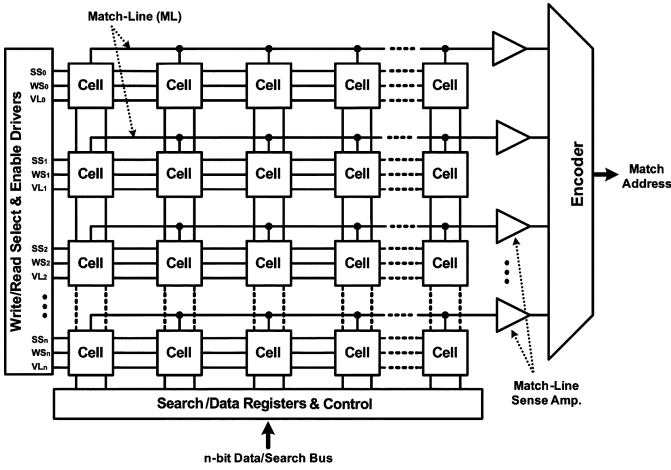 Match-Line (ML)
Write/Read Select & Enable Drivers
SS0 Cell Cell Cell Cell Cell
WS0
VL0
SS1 Cell Cell Cell Cell Cell
WS1
VL1
SS2 Cell Cell Cell Cell Cell
WS2
VL2
SSn Cell Cell Cell Cell Cell
WSn
VLn
Encoder
Match
Address
Match-Line
Sense Amp.
Search/Data Registers & Control
n-bit Data/Search Bus